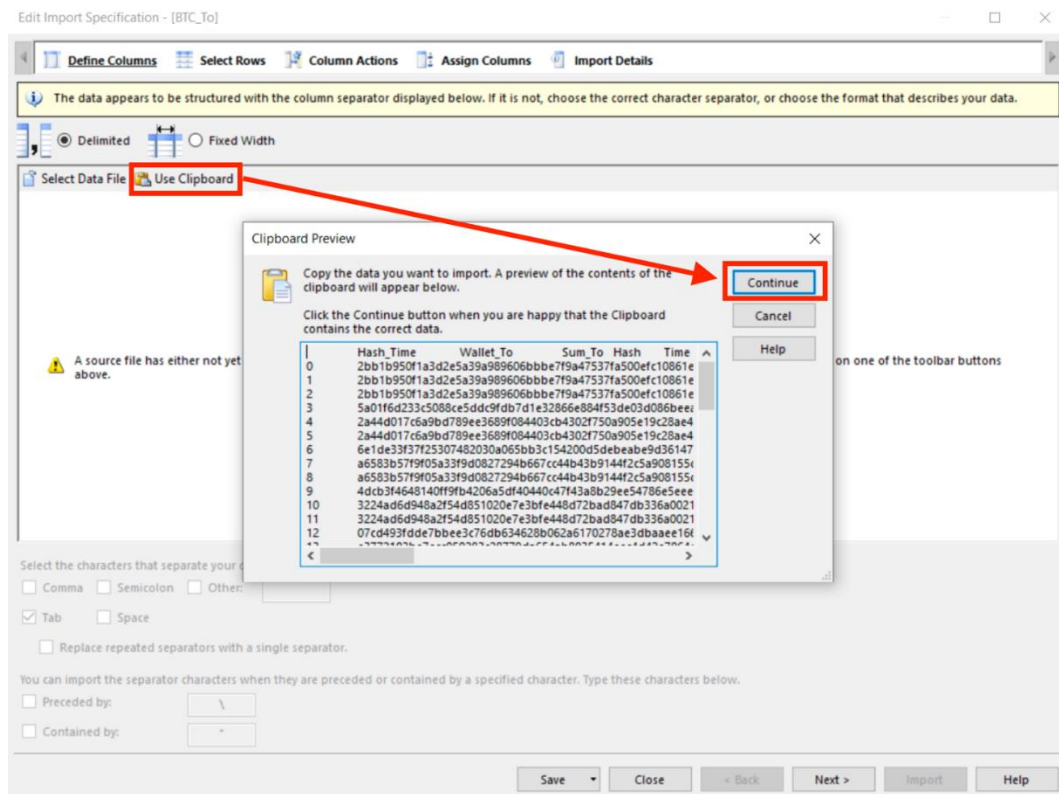 Edit Import Specification - [BTC_To]
Define Columns Select Rows Column Actions Assign Columns Import Details
The data appears to be structured with the column separator displayed below. If it is not, choose the correct character separator, or choose the format that describes your data.
Delimited Fixed Width
Select Data File Use Clipboard
Clipboard Preview
Copy the data you want to import. A preview of the contents of the
clipboard will appear below.
Continue
Click the Continue button when you are happy that the Clipboard
contains the correct data.
Cancel
Help
Hash_Time Wallet_To Sum_To Hash Time
0 2bb1b950f1a3d2e5a39a989606bbbe7f9a47537fa500efc10861e
1 2bb1b950f1a3d2e5a39a989606bbbe7f9a47537fa500efc10861e
2 2bb1b950f1a3d2e5a39a989606bbbe7f9a47537fa500efc10861e
3 5a01f6d233c5088ce5ddc9fdb7d1e32866e884f53de03d086beea
4 2a44d017c6a9bd789ee3689f084403cb4302f750a905e19c28ae4
5 2a44d017c6a9bd789ee3689f084403cb4302f750a905e19c28ae4
6 6e1de33f37f25307482030a065bb3c154200d5debeabe9d36147
7 a6583b57f9f05a33f9d0827294b667cc44b43b9144f2c5a908155c
8 a6583b57f9f05a33f9d0827294b667cc44b43b9144f2c5a908155c
9 4dcb3f4648140ff9fb4206a5df40440c47f43a8b29ee54786e5eee
10 3224ad6d948a2f54d851020e7e3bfe448d72bad847db336a0021
11 3224ad6d948a2f54d851020e7e3bfe448d72bad847db336a0021
12 07cd493fdde7bbee3c76db634628b062a6170278ae3dbaaee166
A source file has either not yet
on one of the toolbar buttons
above.
Select the characters that separate your
Comma Semicolon Other:
Tab Space
Replace repeated separators with a single separator.
You can import the separator characters when they are preceded or contained by a specified character. Type these characters below.
Preceded by: \
Contained by: "
Save Close < Back Next > Import Help